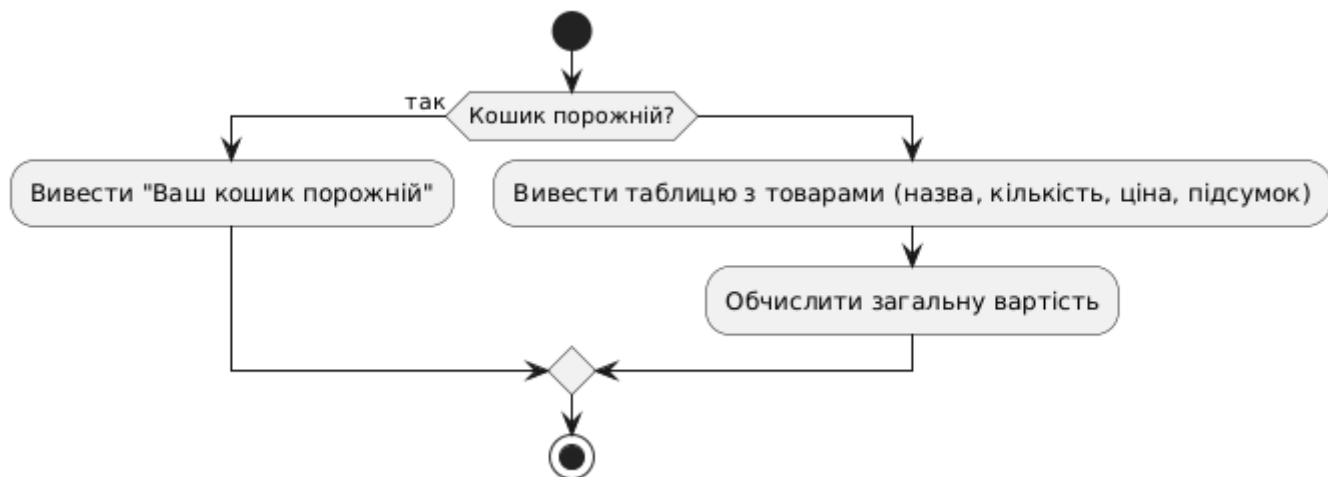 так
Кошик порожній?
Вивести "Ваш кошик порожній"
Вивести таблицю з товарами (назва, кількість, ціна, підсумок)
Обчислити загальну вартість